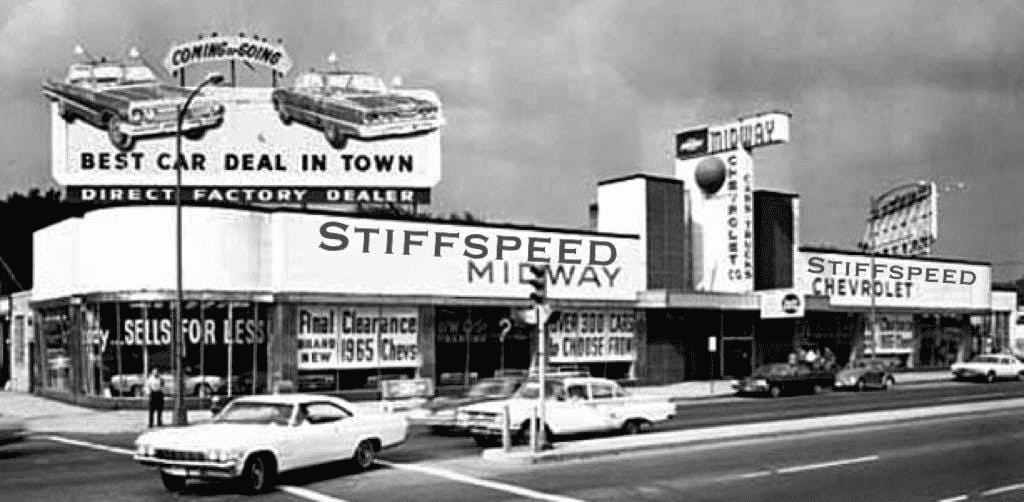 COMING or GOING
BEST CAR DEAL IN TOWN
DIRECT FACTORY DEALER
STIFFSPEED
MIDWAY
MIDWAY
CHEVROLET CO
CARS-TRUCKS
STIFFSPEED
CHEVROLET
SELLS FOR LESS
Final Clearance
BRAND NEW 1965 Chevs
OVER 300 CARS
to CHOOSE FROM